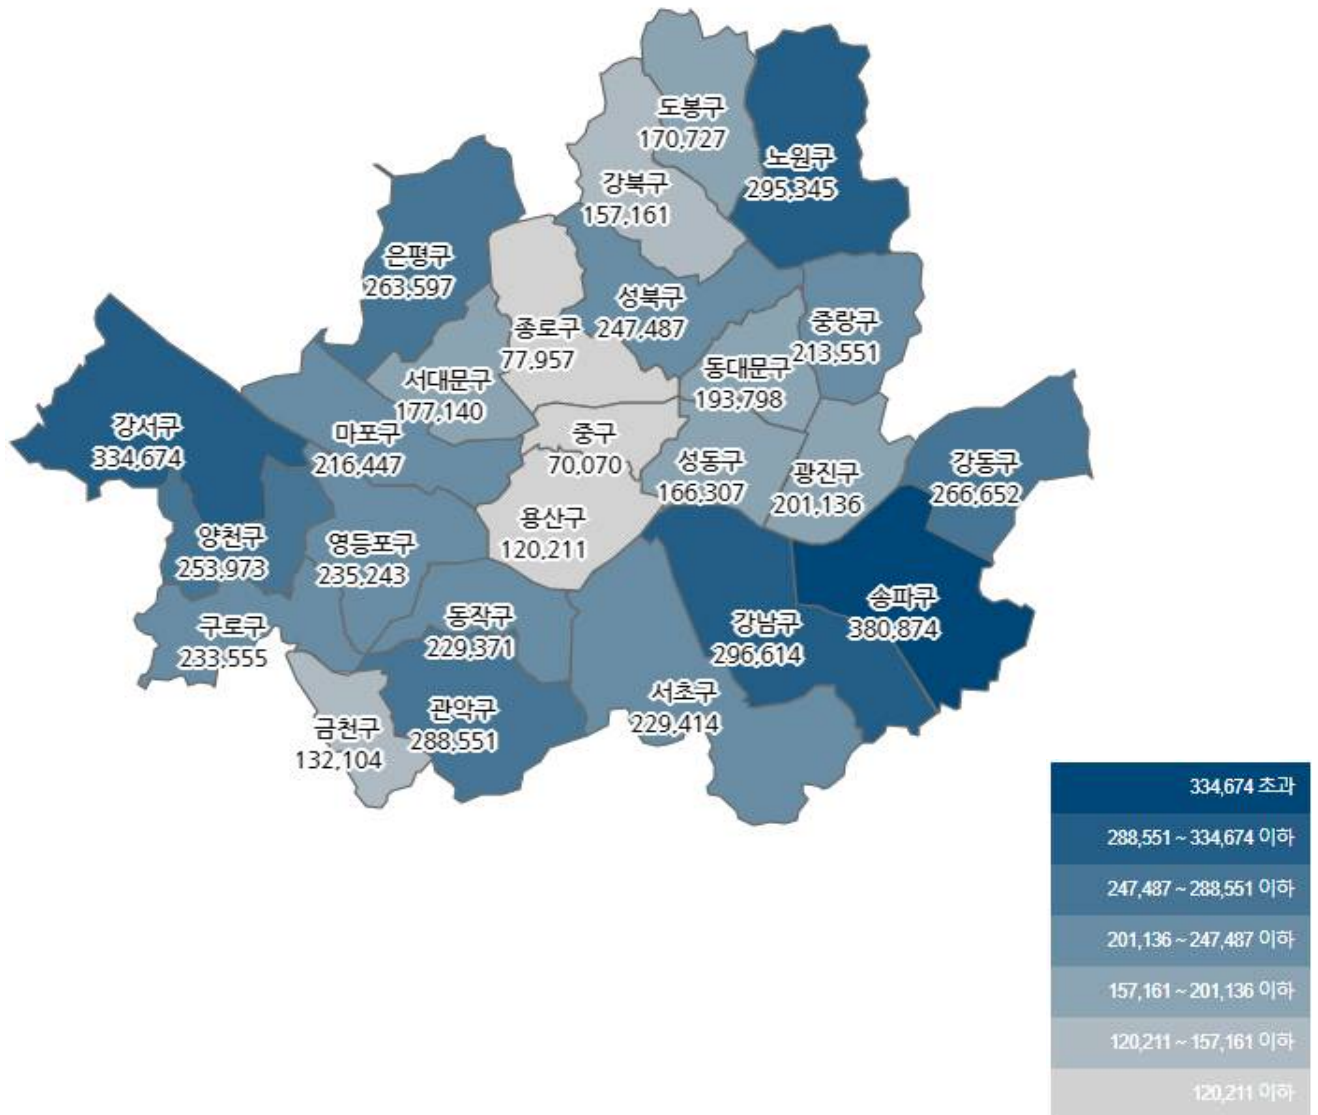 도봉구
170,727
노원구
295,345
강북구
157,161
은평구
263,597
성북구
247,487
종로구
77,957
중랑구
213,551
동대문구
193,798
서대문구
177,140
강서구
334,674
마포구
216,447
중구
70,070
성동구
166,307
광진구
201,136
강동구
266,652
용산구
120,211
양천구
253,973
영등포구
235,243
구로구
233,555
동작구
229,371
강남구
296,614
송파구
380,874
서초구
229,414
관악구
288,551
금천구
132,104
334,674 초과
288,551 ~ 334,674 이하
247,487 ~ 288,551 이하
201,136 ~ 247,487 이하
157,161 ~ 201,136 이하
120,211 ~ 157,161 이하
120,211 이하